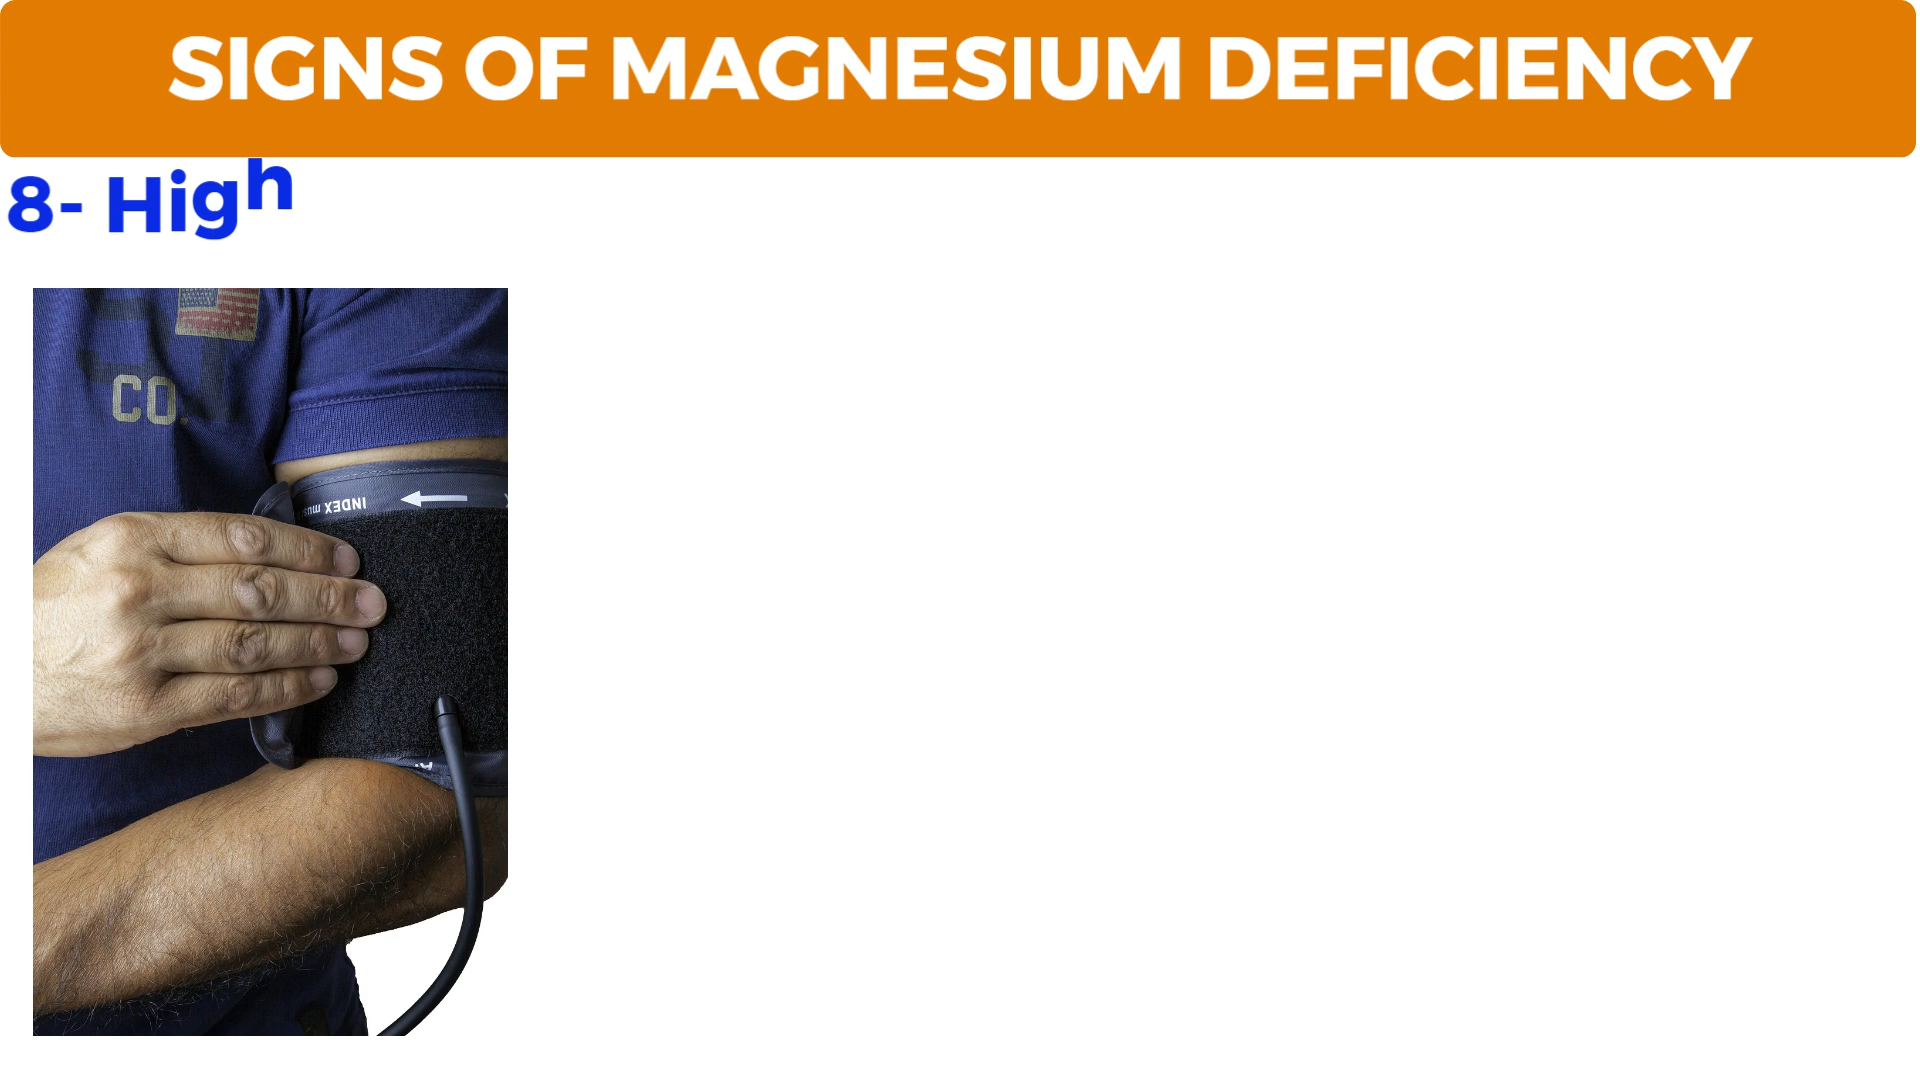 SIGNS OF MAGNESIUM DEFICIENCY
8- High
CO.
INDEX